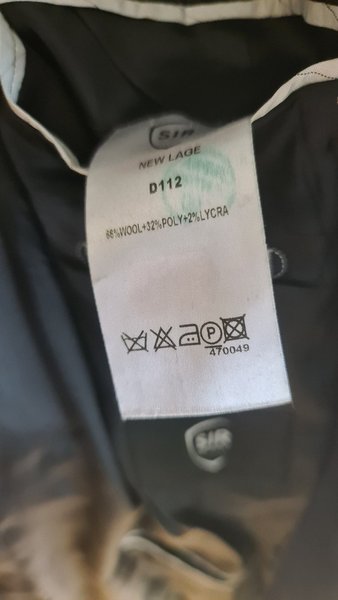 SIR
NEW LAGE
D112
66%WOOL+32%POLY+2%LYCRA
P
470049
SIR